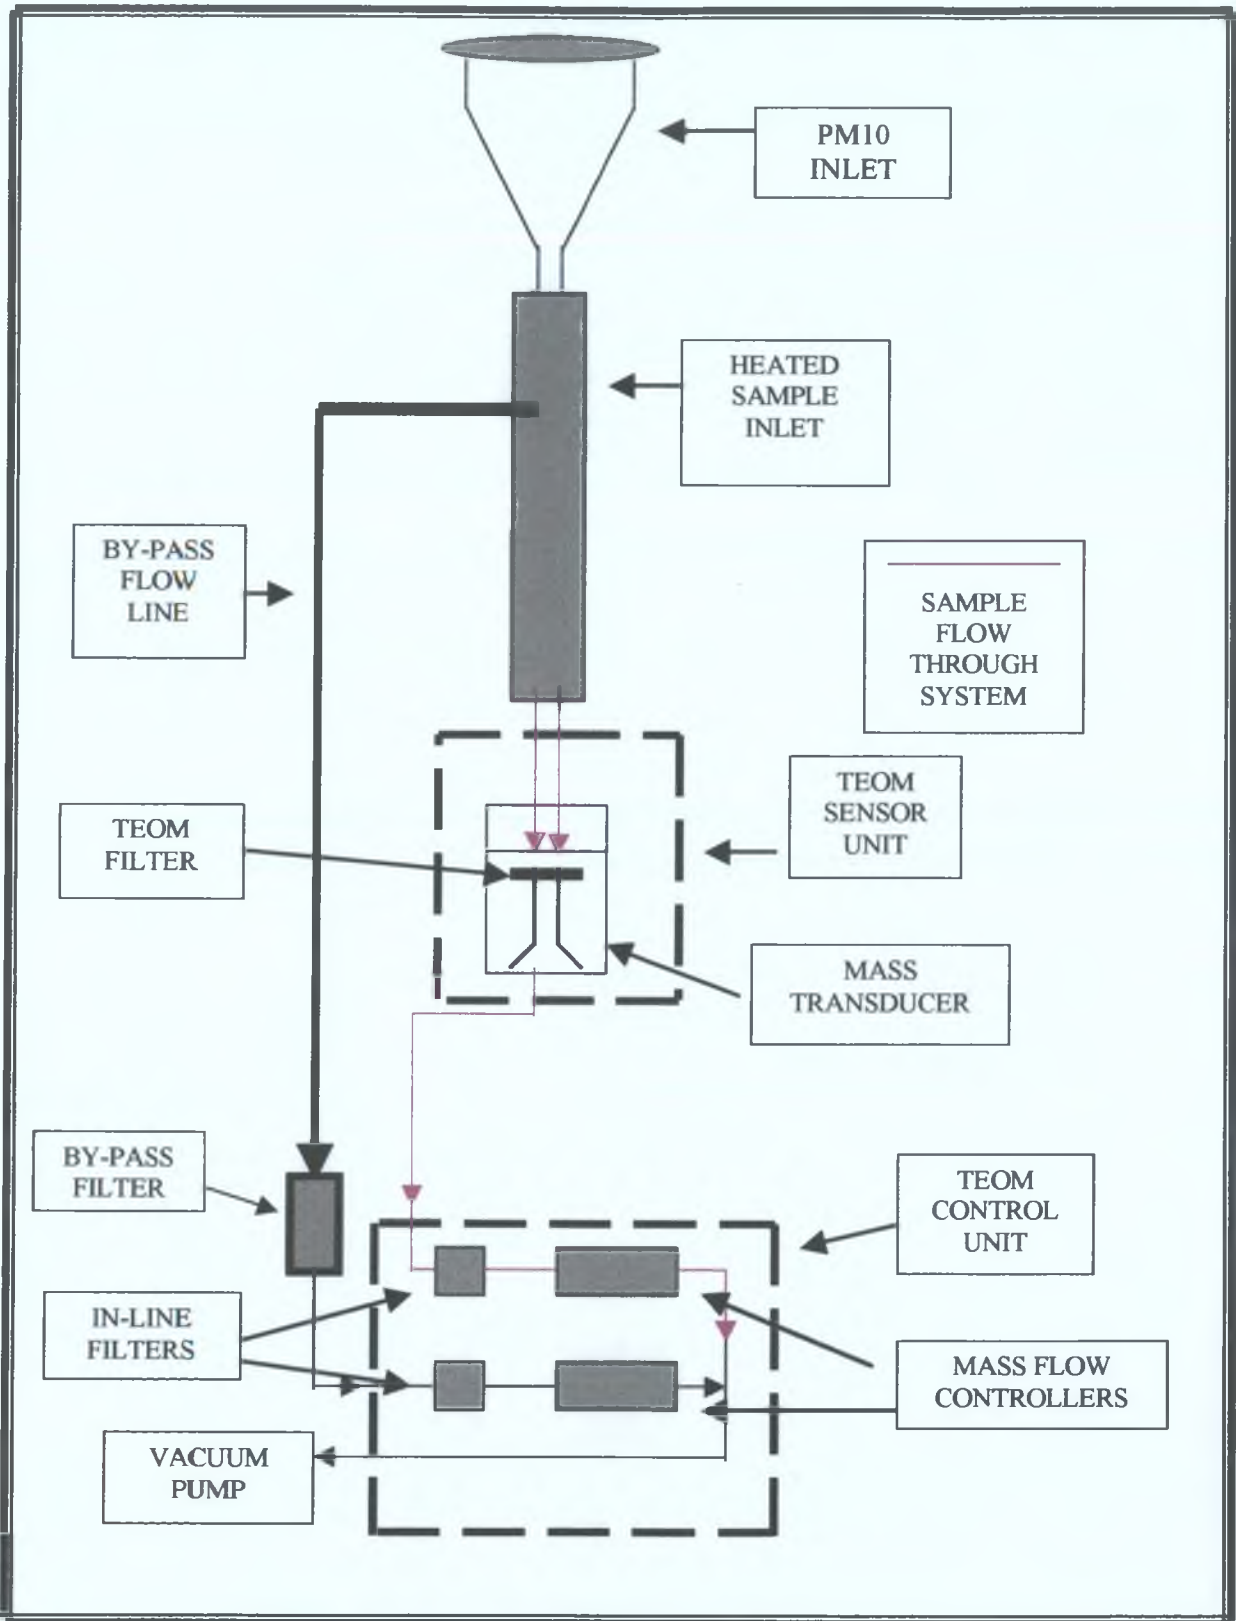 PM10
INLET
HEATED
SAMPLE
INLET
BY-PASS
FLOW
LINE
SAMPLE
FLOW
THROUGH
SYSTEM
TEOM
SENSOR
UNIT
TEOM
FILTER
MASS
TRANSDUCER
BY-PASS
FILTER
TEOM
CONTROL
UNIT
IN-LINE
FILTERS
MASS FLOW
CONTROLLERS
VACUUM
PUMP